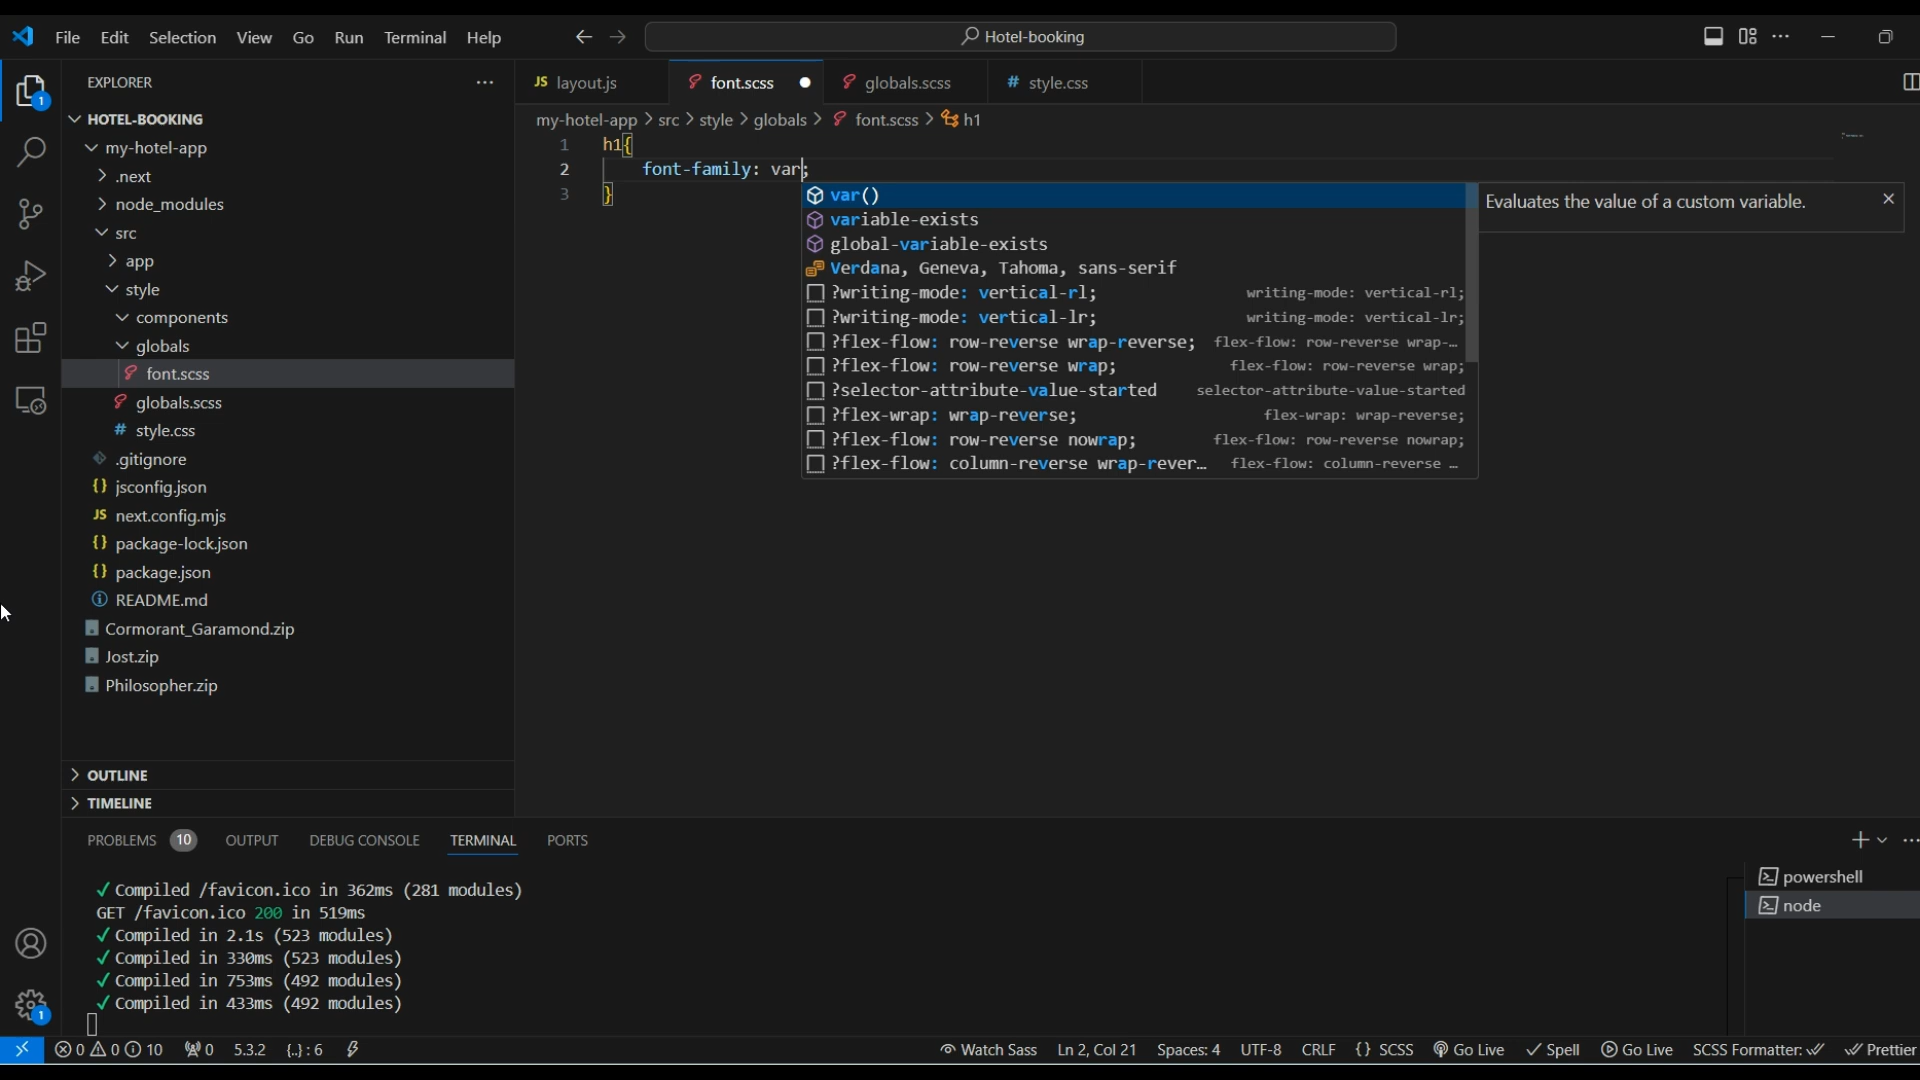 File Edit Selection View Go Run Terminal Help
Hotel-booking
EXPLORER
JS layout.js
font.scss
globals.scss
# style.css
HOTEL-BOOKING
my-hotel-app > src > style > globals > font.scss > h1
my-hotel-app
.next
node_modules
src
app
style
components
globals
font.scss
globals.scss
# style.css
.gitignore
{} jsconfig.json
JS next.config.mjs
{} package-lock.json
{} package.json
README.md
Cormorant_Garamond.zip
Jost.zip
Philosopher.zip
1 h1{
2 font-family: var;
3 }
var()
variable-exists
global-variable-exists
Verdana, Geneva, Tahoma, sans-serif
?writing-mode: vertical-rl; writing-mode: vertical-rl;
?writing-mode: vertical-lr; writing-mode: vertical-lr;
?flex-flow: row-reverse wrap-reverse; flex-flow: row-reverse wrap-…
?flex-flow: row-reverse wrap; flex-flow: row-reverse wrap;
?selector-attribute-value-started selector-attribute-value-started
?flex-wrap: wrap-reverse; flex-wrap: wrap-reverse;
?flex-flow: row-reverse nowrap; flex-flow: row-reverse nowrap;
?flex-flow: column-reverse wrap-rever… flex-flow: column-reverse …
Evaluates the value of a custom variable.
OUTLINE
TIMELINE
PROBLEMS 10 OUTPUT DEBUG CONSOLE TERMINAL PORTS
✓ Compiled /favicon.ico in 362ms (281 modules)
GET /favicon.ico 200 in 519ms
✓ Compiled in 2.1s (523 modules)
✓ Compiled in 330ms (523 modules)
✓ Compiled in 753ms (492 modules)
✓ Compiled in 433ms (492 modules)
powershell
node
1
1
0 0 10 0 5.3.2 {..} : 6
Watch Sass Ln 2, Col 21 Spaces: 4 UTF-8 CRLF {} SCSS Go Live ✓ Spell Go Live SCSS Formatter: Prettier